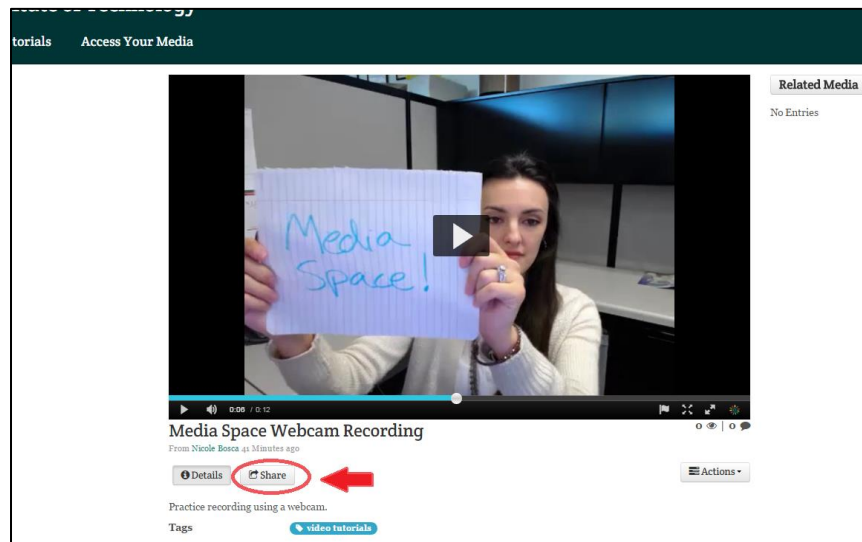 torials Access Your Media
Related Media
No Entries
Media
Space!
0:06 / 0:12
Media Space Webcam Recording
0 | 0
From Nicole Bosca 41 Minutes ago
Details Share
Actions
Practice recording using a webcam.
Tags video tutorials